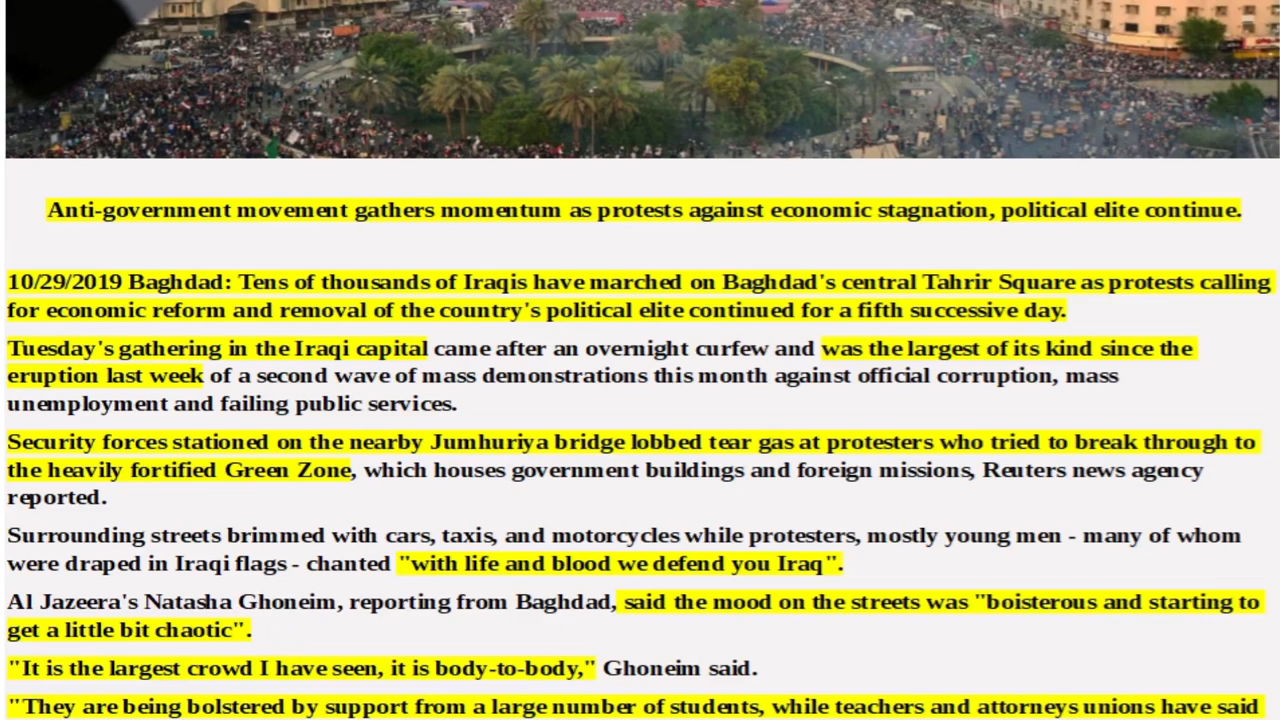 Anti-government movement gathers momentum as protests against economic stagnation, political elite continue.
10/29/2019 Baghdad: Tens of thousands of Iraqis have marched on Baghdad's central Tahrir Square as protests calling
for economic reform and removal of the country's political elite continued for a fifth successive day.
Tuesday's gathering in the Iraqi capital came after an overnight curfew and was the largest of its kind since the
eruption last week of a second wave of mass demonstrations this month against official corruption, mass
unemployment and failing public services.
Security forces stationed on the nearby Jumhuriya bridge lobbed tear gas at protesters who tried to break through to
the heavily fortified Green Zone, which houses government buildings and foreign missions, Reuters news agency
reported.
Surrounding streets brimmed with cars, taxis, and motorcycles while protesters, mostly young men - many of whom
were draped in Iraqi flags - chanted "with life and blood we defend you Iraq".
Al Jazeera's Natasha Ghoneim, reporting from Baghdad, said the mood on the streets was "boisterous and starting to
get a little bit chaotic".
"It is the largest crowd I have seen, it is body-to-body," Ghoneim said.
"They are being bolstered by support from a large number of students, while teachers and attorneys unions have said